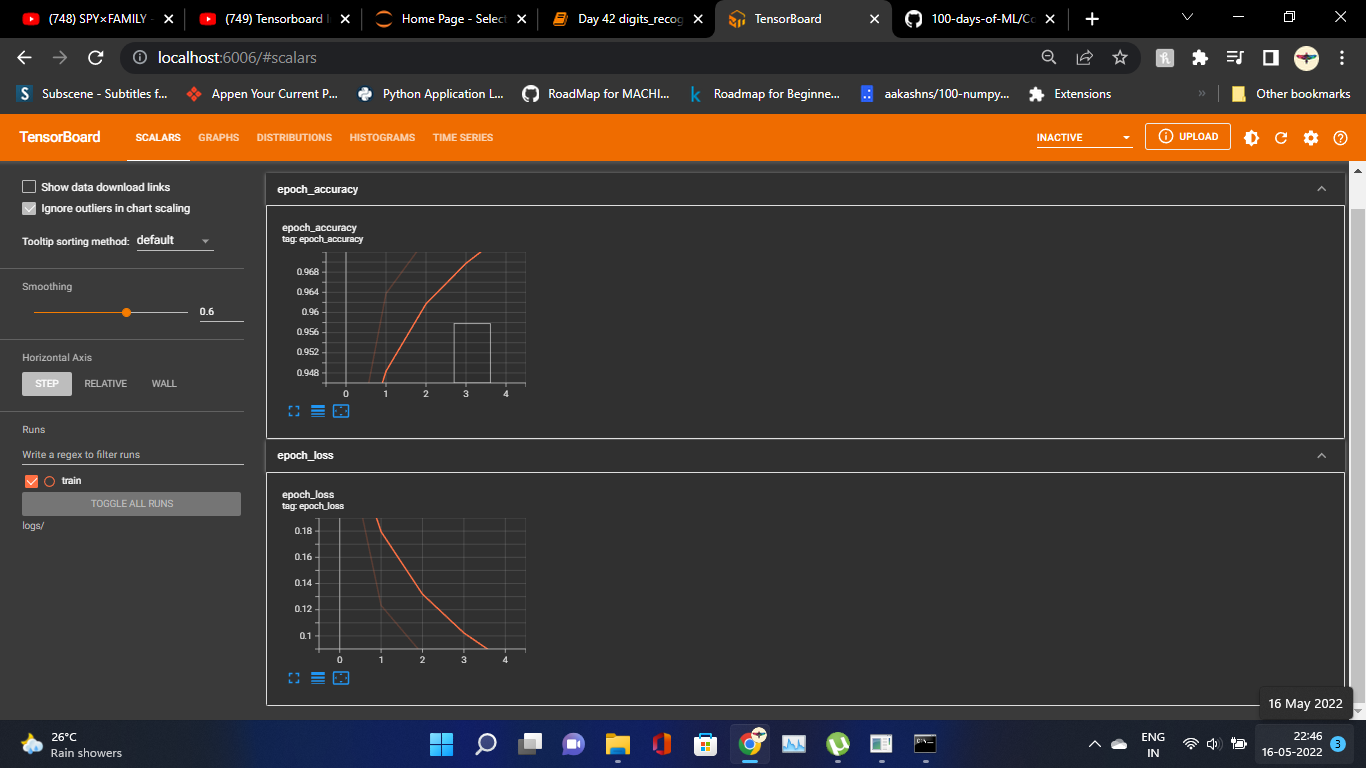 (748) SPY×FAMILY
(749) Tensorboard I
Home Page - Select
Day 42 digits_recog
TensorBoard
100-days-of-ML/Co
localhost:6006/#scalars
Subscene - Subtitles f...
Appen Your Current P...
Python Application L...
RoadMap for MACHI...
Roadmap for Beginne...
aakashns/100-numpy...
Extensions
»
Other bookmarks
TensorBoard
SCALARS
GRAPHS
DISTRIBUTIONS
HISTOGRAMS
TIME SERIES
INACTIVE
UPLOAD
Show data download links
Ignore outliers in chart scaling
Tooltip sorting method: default
Smoothing
0.6
Horizontal Axis
STEP
RELATIVE
WALL
Runs
Write a regex to filter runs
train
TOGGLE ALL RUNS
logs/
epoch_accuracy
epoch_accuracy
tag: epoch_accuracy
0.968
0.964
0.96
0.956
0.952
0.948
0 1 2 3 4
epoch_loss
epoch_loss
tag: epoch_loss
0.18
0.16
0.14
0.12
0.1
0 1 2 3 4
16 May 2022
26°C
Rain showers
ENG
IN
22:46
16-05-2022
3